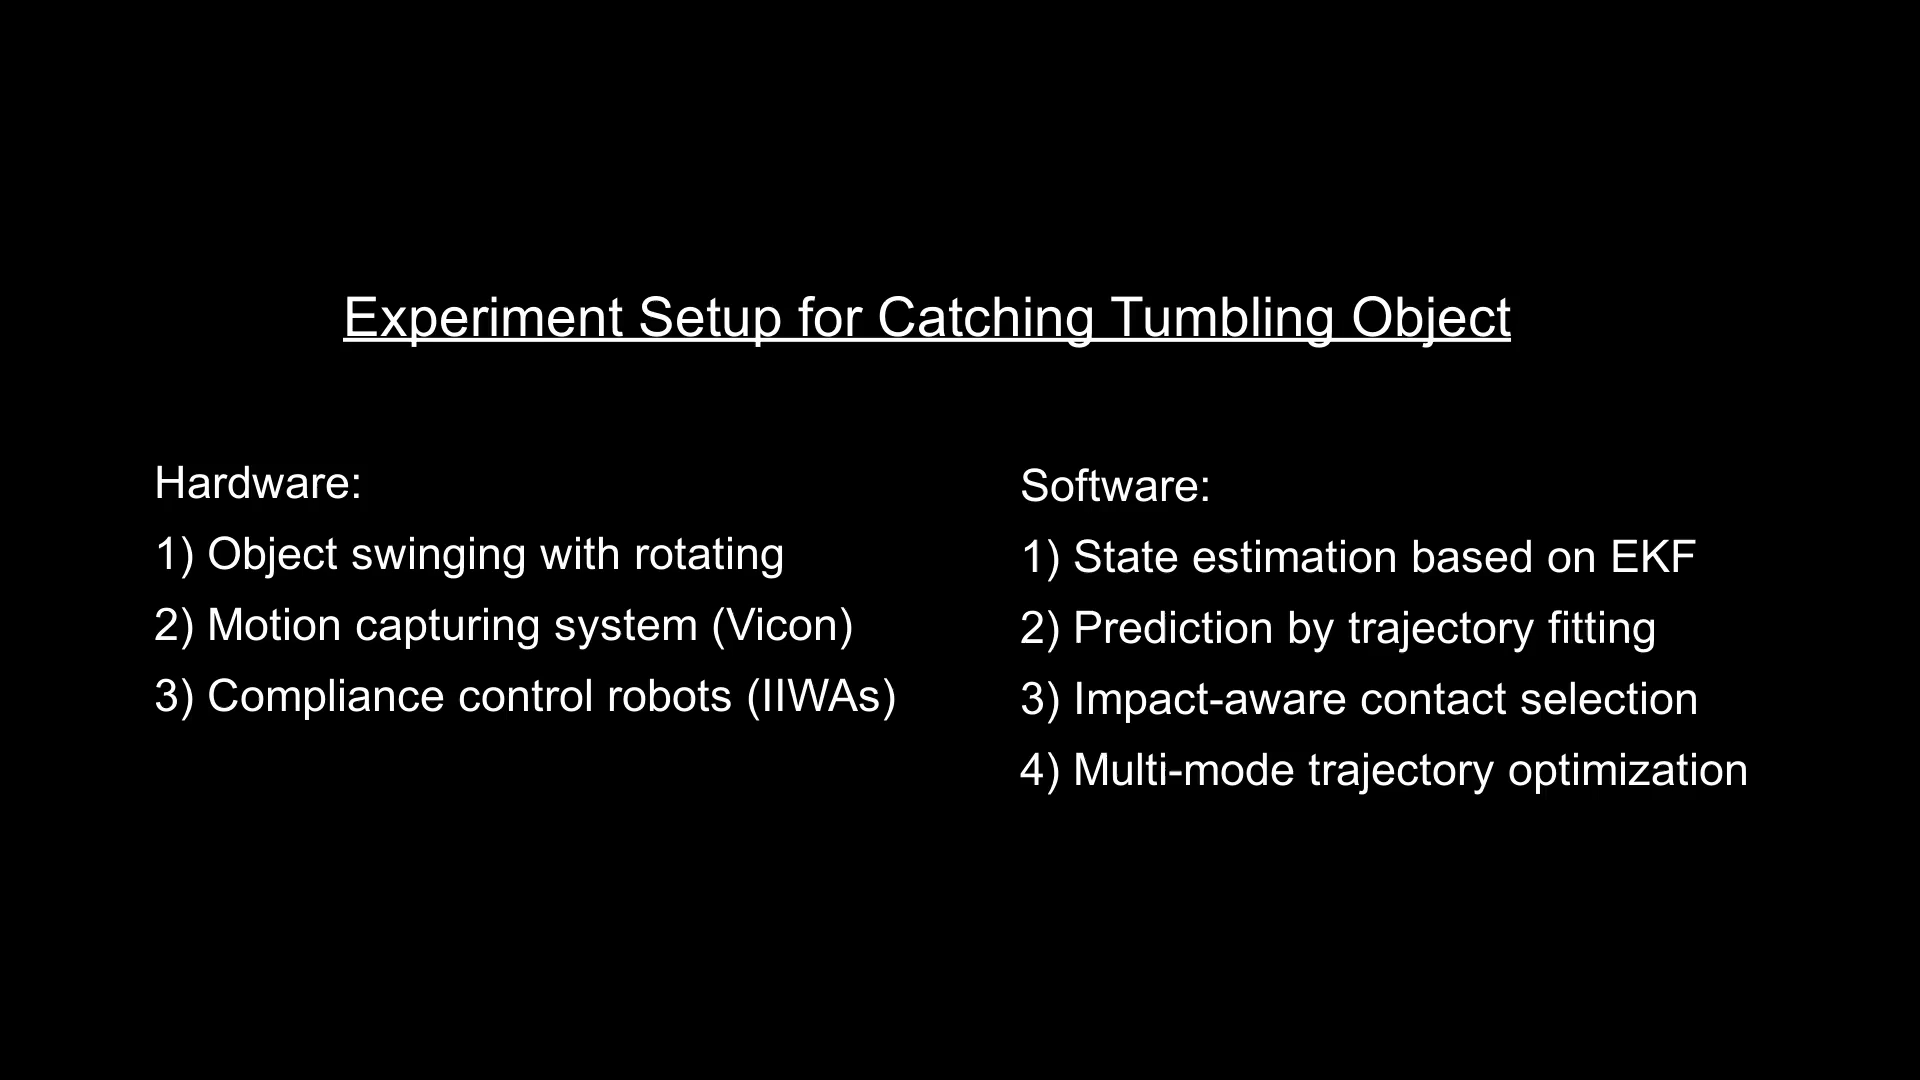 Experiment Setup for Catching Tumbling Object
Hardware:
1) Object swinging with rotating
2) Motion capturing system (Vicon)
3) Compliance control robots (IIWAs)
Software:
1) State estimation based on EKF
2) Prediction by trajectory fitting
3) Impact-aware contact selection
4) Multi-mode trajectory optimization